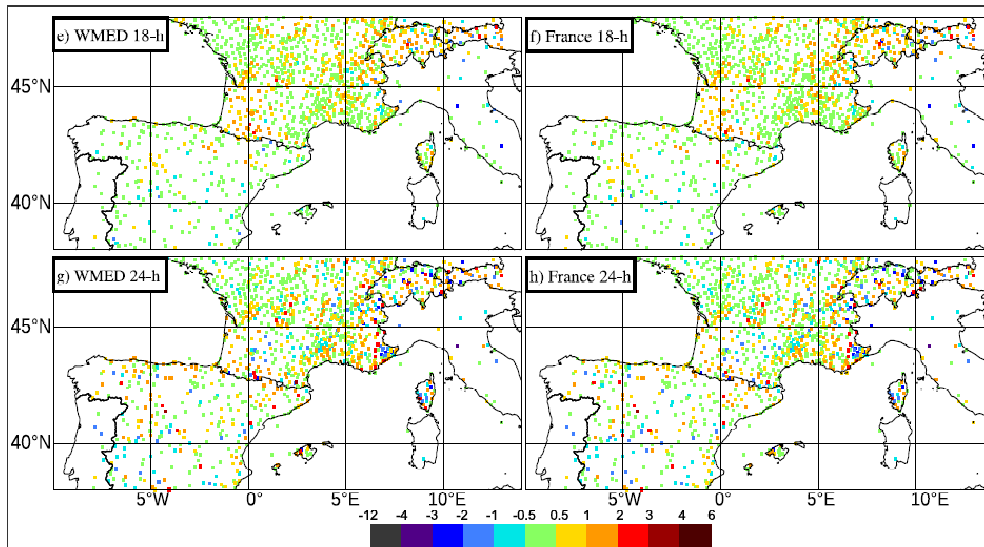 e) WMED 18-h
f) France 18-h
45°N
40°N
g) WMED 24-h
h) France 24-h
45°N
40°N
5°W 0° 5°E 10°E 5°W 0° 5°E 10°E
-12 -4 -3 -2 -1 -0.5 0.5 1 2 3 4 6